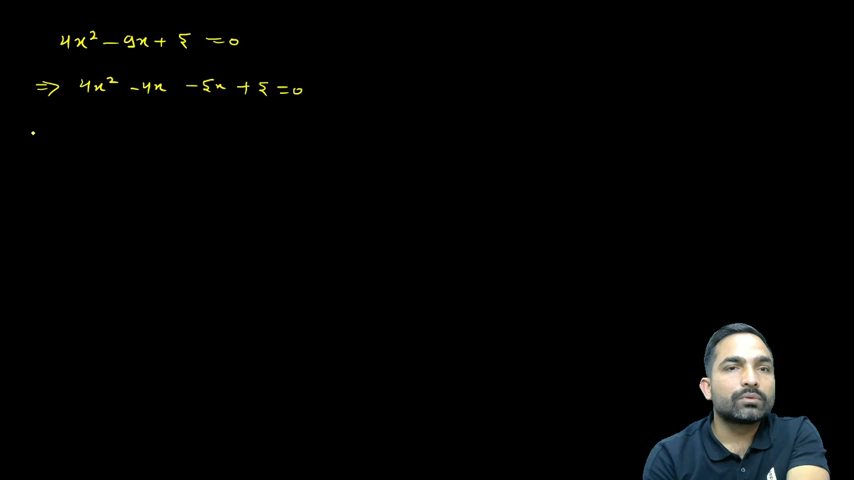 4x² - 9x + 5 = 0
⇒ 4x² - 4x - 5x + 5 = 0